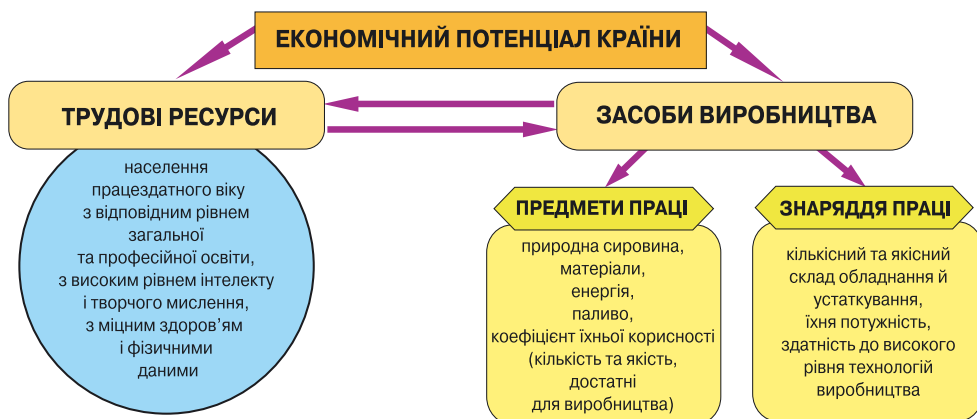 ЕКОНОМІЧНИЙ ПОТЕНЦІАЛ КРАЇНИ
ТРУДОВІ РЕСУРСИ
населення
працездатного віку
з відповідним рівнем
загальної
та професійної освіти,
з високим рівнем інтелекту
і творчого мислення,
з міцним здоров’ям
і фізичними
даними
ЗАСОБИ ВИРОБНИЦТВА
ПРЕДМЕТИ ПРАЦІ
природна сировина,
матеріали,
енергія,
паливо,
коефіцієнт їхньої корисності
(кількість та якість,
достатні
для виробництва)
ЗНАРЯДДЯ ПРАЦІ
кількісний та якісний
склад обладнання й
устаткування,
їхня потужність,
здатність до високого
рівня технологій
виробництва